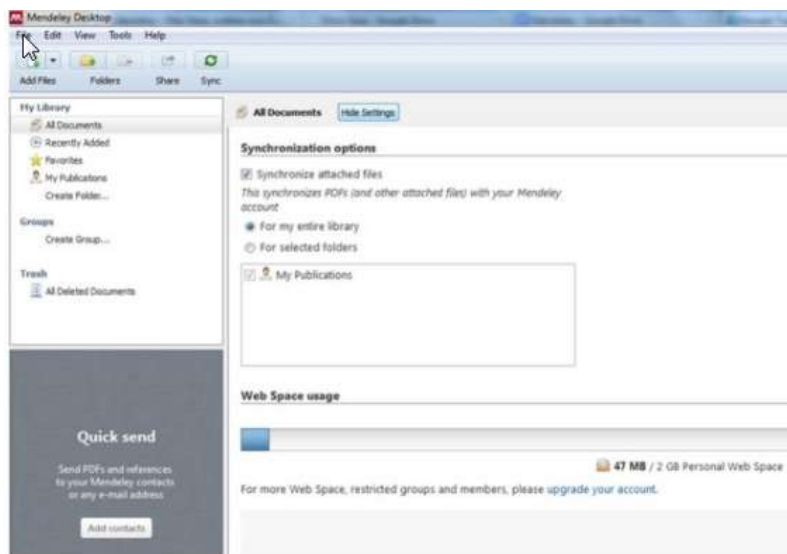 Mendeley Desktop
File Edit View Tools Help
Add Files Folders Share Sync
My Library
All Documents
Recently Added
Favorites
My Publications
Create Folder...
Groups
Create Group...
Trash
All Deleted Documents
Quick send
Send PDFs and references
to your Mendeley contacts
or any e-mail address
Add contacts
All Documents Hide Settings
Synchronization options
Synchronize attached files
This synchronizes PDFs (and other attached files) with your Mendeley
account
For my entire library
For selected folders
My Publications
Web Space usage
47 MB / 2 GB Personal Web Space
For more Web Space, restricted groups and members, please upgrade your account.